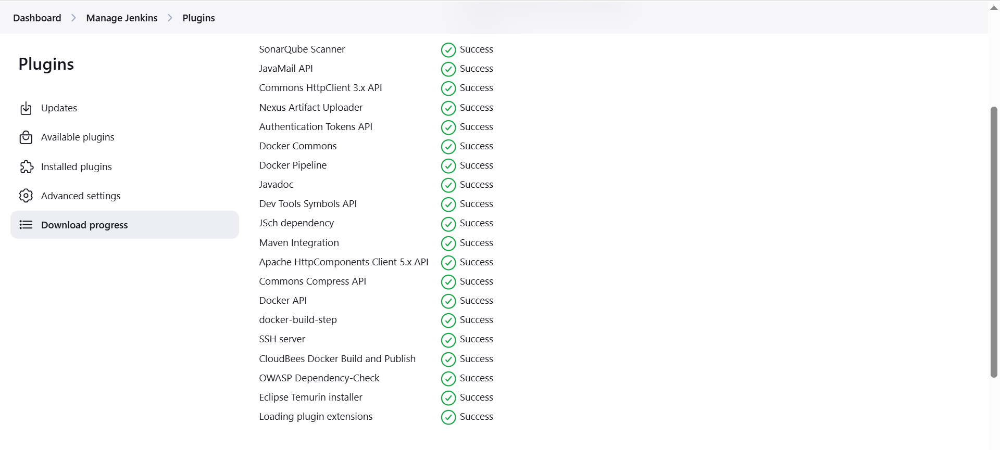 Dashboard > Manage Jenkins > Plugins
Plugins
Updates
Available plugins
Installed plugins
Advanced settings
Download progress
SonarQube Scanner Success
JavaMail API Success
Commons HttpClient 3.x API Success
Nexus Artifact Uploader Success
Authentication Tokens API Success
Docker Commons Success
Docker Pipeline Success
Javadoc Success
Dev Tools Symbols API Success
JSch dependency Success
Maven Integration Success
Apache HttpComponents Client 5.x API Success
Commons Compress API Success
Docker API Success
docker-build-step Success
SSH server Success
CloudBees Docker Build and Publish Success
OWASP Dependency-Check Success
Eclipse Temurin installer Success
Loading plugin extensions Success